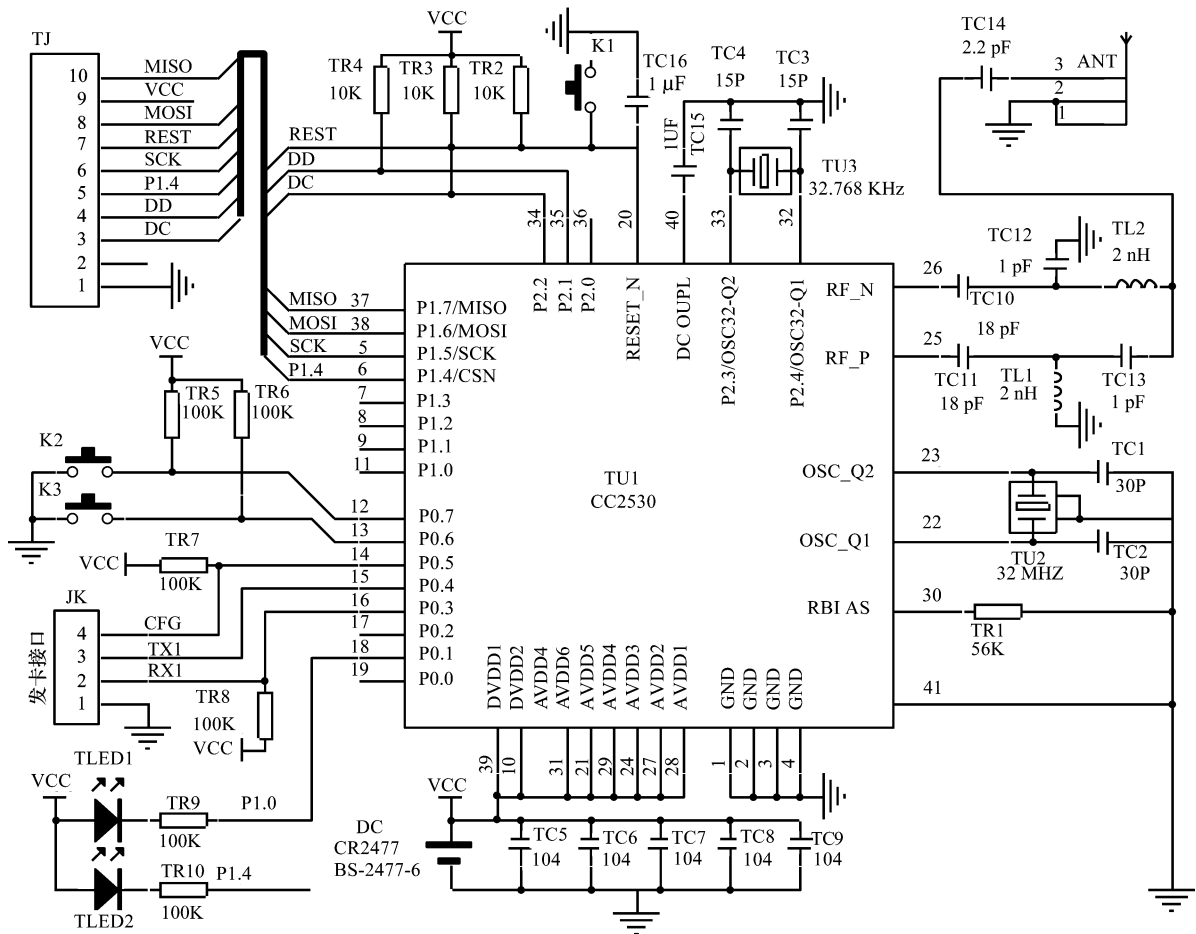 TJ
10 MISO
9 VCC
8 MOSI
7 REST
6 SCK
5 P1.4
4 DD
3 DC
2
1
VCC
TR4
10K
TR3
10K
TR2
10K
K1
TC16
1 μF
REST
DD
DC
34
35
36
20
40
33
32
1UF
TC15
TC4
15P
TC3
15P
TU3
32.768 KHz
TC14
2.2 pF
3
2
1
ANT
MISO 37
MOSI 38
SCK 5
P1.4 6
7
8
9
11
12
13
14
15
16
17
18
19
P1.7/MISO
P1.6/MOSI
P1.5/SCK
P1.4/CSN
P1.3
P1.2
P1.1
P1.0
P0.7
P0.6
P0.5
P0.4
P0.3
P0.2
P0.1
P0.0
P2.2
P2.1
P2.0
RESET_N
DC OUPL
P2.3/OSC32-Q2
P2.4/OSC32-Q1
RF_N
RF_P
OSC_Q2
OSC_Q1
RBI AS
TU1
CC2530
DVDD1
DVDD2
AVDD4
AVDD6
AVDD5
AVDD4
AVDD3
AVDD2
AVDD1
GND
GND
GND
GND
39
10
31
21
29
24
27
28
1
2
3
4
26
TC10
18 pF
TC12
1 pF
TL2
2 nH
25
TC11
18 pF
TL1
2 nH
TC13
1 pF
23
TC1
30P
22
TU2
32 MHZ
TC2
30P
30
TR1
56K
41
VCC
TR5
100K
TR6
100K
K2
K3
VCC
TR7
100K
JK
发卡接口
4 CFG
3 TX1
2 RX1
1
TR8
100K
VCC
VCC
TLED1
TR9
100K
P1.0
TLED2
TR10
100K
P1.4
VCC
DC
CR2477
BS-2477-6
TC5
104
TC6
104
TC7
104
TC8
104
TC9
104